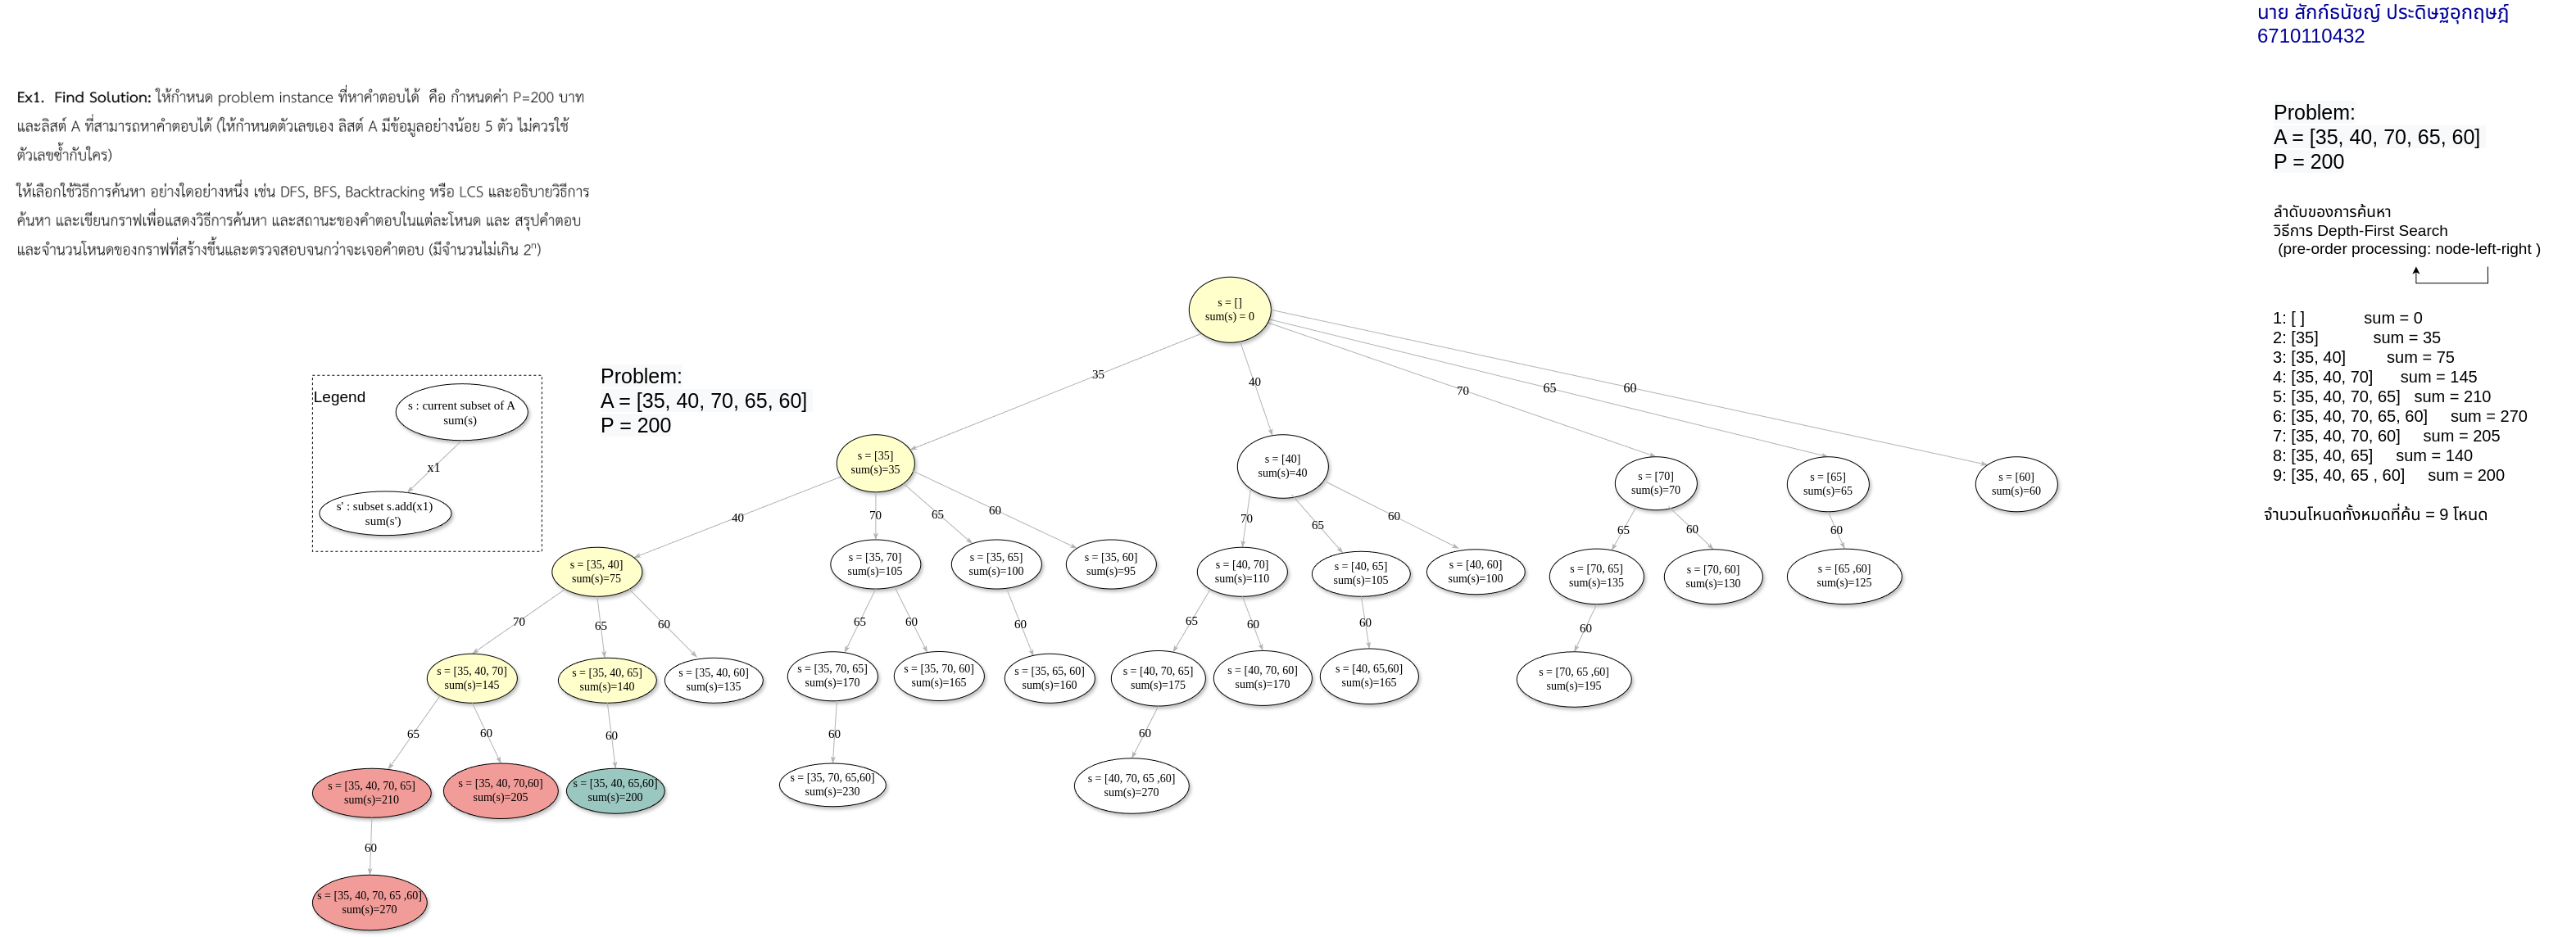 นาย สักก์ธนัชญ์ ประดิษฐอุกฤษฎ์
6710110432
Ex1. Find Solution: ให้กำหนด problem instance ที่หาคำตอบได้ คือ กำหนดค่า P=200 บาท
และลิสต์ A ที่สามารถหาคำตอบได้ (ให้กำหนดตัวเลขเอง ลิสต์ A มีข้อมูลอย่างน้อย 5 ตัว ไม่ควรใช้
ตัวเลขซ้ำกับใคร)
ให้เลือกใช้วิธีการค้นหา อย่างใดอย่างหนึ่ง เช่น DFS, BFS, Backtracking หรือ LCS และอธิบายวิธีการ
ค้นหา และเขียนกราฟเพื่อแสดงวิธีการค้นหา และสถานะของคำตอบในแต่ละโหนด และ สรุปคำตอบ
และจำนวนโหนดของกราฟที่สร้างขึ้นและตรวจสอบจนกว่าจะเจอคำตอบ (มีจำนวนไม่เกิน 2ⁿ)
Problem:
A = [35, 40, 70, 65, 60]
P = 200
ลำดับของการค้นหา
วิธีการ Depth-First Search
(pre-order processing: node-left-right )
1: [ ] sum = 0
2: [35] sum = 35
3: [35, 40] sum = 75
4: [35, 40, 70] sum = 145
5: [35, 40, 70, 65] sum = 210
6: [35, 40, 70, 65, 60] sum = 270
7: [35, 40, 70, 60] sum = 205
8: [35, 40, 65] sum = 140
9: [35, 40, 65 , 60] sum = 200
จำนวนโหนดทั้งหมดที่ค้น = 9 โหนด
Legend
s : current subset of A
sum(s)
x1
s' : subset s.add(x1)
sum(s')
Problem:
A = [35, 40, 70, 65, 60]
P = 200
s = []
sum(s) = 0
35
40
70
65
60
s = [35]
sum(s)=35
s = [40]
sum(s)=40
s = [70]
sum(s)=70
s = [65]
sum(s)=65
s = [60]
sum(s)=60
40
70
65
60
70
65
60
65
60
60
s = [35, 40]
sum(s)=75
s = [35, 70]
sum(s)=105
s = [35, 65]
sum(s)=100
s = [35, 60]
sum(s)=95
s = [40, 70]
sum(s)=110
s = [40, 65]
sum(s)=105
s = [40, 60]
sum(s)=100
s = [70, 65]
sum(s)=135
s = [70, 60]
sum(s)=130
s = [65 ,60]
sum(s)=125
70
65
60
65
60
60
65
60
60
60
s = [35, 40, 70]
sum(s)=145
s = [35, 40, 65]
sum(s)=140
s = [35, 40, 60]
sum(s)=135
s = [35, 70, 65]
sum(s)=170
s = [35, 70, 60]
sum(s)=165
s = [35, 65, 60]
sum(s)=160
s = [40, 70, 65]
sum(s)=175
s = [40, 70, 60]
sum(s)=170
s = [40, 65,60]
sum(s)=165
s = [70, 65 ,60]
sum(s)=195
65
60
60
60
60
s = [35, 40, 70, 65]
sum(s)=210
s = [35, 40, 70,60]
sum(s)=205
s = [35, 40, 65,60]
sum(s)=200
s = [35, 70, 65,60]
sum(s)=230
s = [40, 70, 65 ,60]
sum(s)=270
60
s = [35, 40, 70, 65 ,60]
sum(s)=270